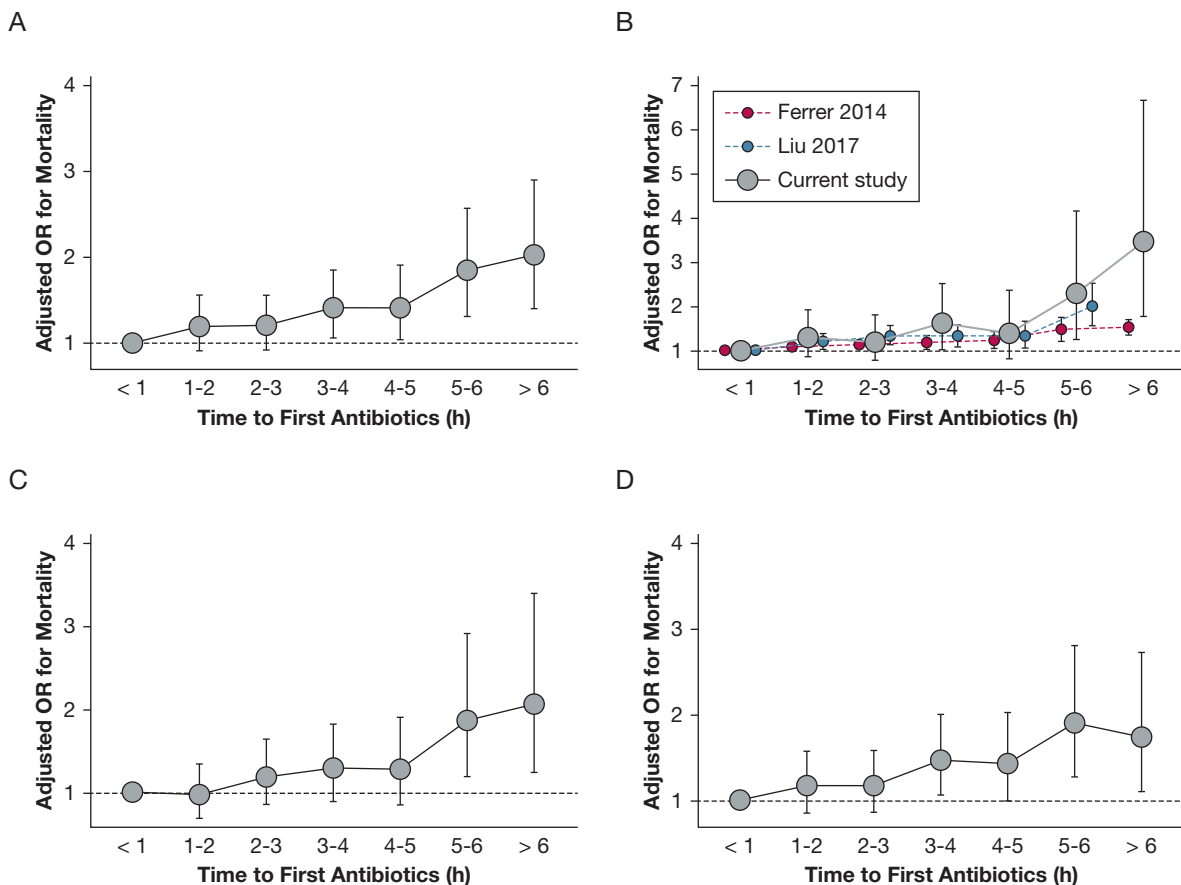 A
Adjusted OR for Mortality
4
3
2
1
< 1 1-2 2-3 3-4 4-5 5-6 > 6
Time to First Antibiotics (h)
B
Adjusted OR for Mortality
7
6
5
4
3
2
1
Ferrer 2014
Liu 2017
Current study
< 1 1-2 2-3 3-4 4-5 5-6 > 6
Time to First Antibiotics (h)
C
Adjusted OR for Mortality
4
3
2
1
< 1 1-2 2-3 3-4 4-5 5-6 > 6
Time to First Antibiotics (h)
D
Adjusted OR for Mortality
4
3
2
1
< 1 1-2 2-3 3-4 4-5 5-6 > 6
Time to First Antibiotics (h)